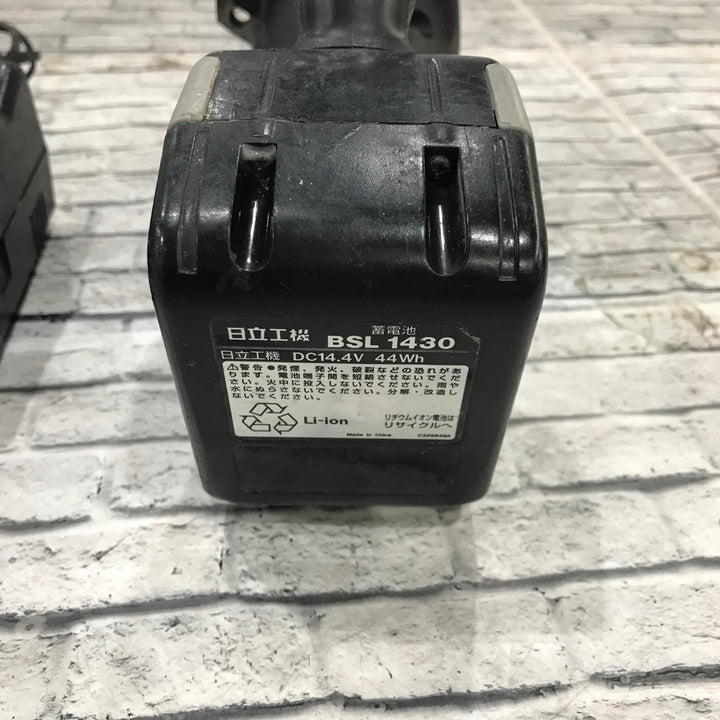 蓄電池
日立工機 BSL 1430
日立工機 DC14.4V 44Wh
⚠警告 ●発煙、発火、破裂などの恐れがあ
ります。電池端子間を短絡させないでくだ
さい。火中に投入しないでください。雨や
水にぬらさないでください。分解・改造し
ないでください。
Li-ion
リチウムイオン電池は
リサイクルへ
Made in China